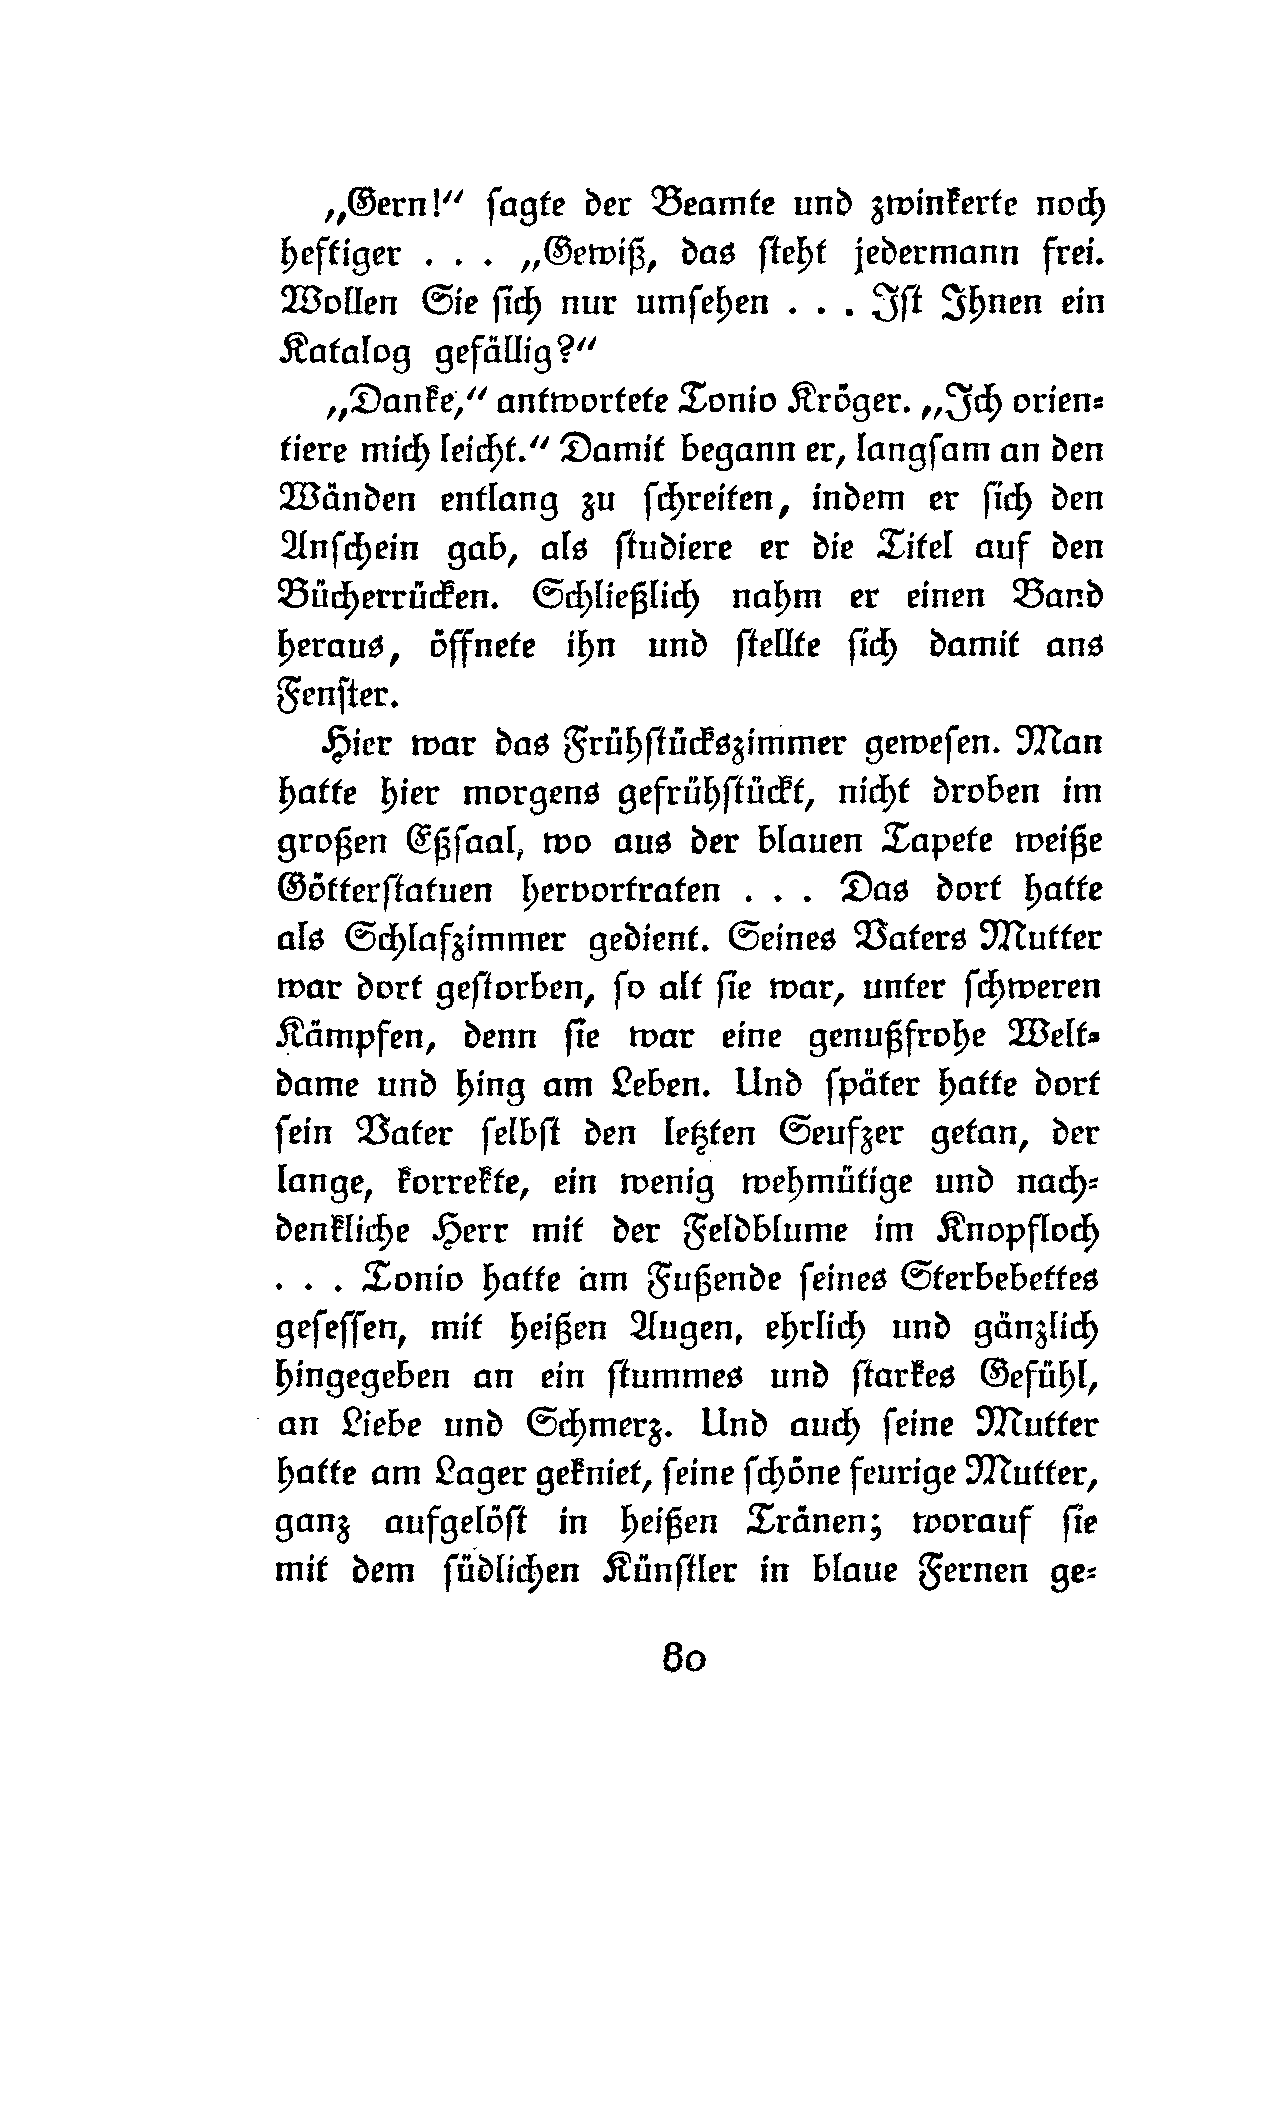 „Gern!“ ſagte der Beamte und zwinkerte noch
heftiger . . . „Gewiß, das ſteht jedermann frei.
Wollen Sie ſich nur umſehen . . . Iſt Ihnen ein
Katalog gefällig?“
„Danke,“ antwortete Tonio Kröger. „Ich orien-
tiere mich leicht.“ Damit begann er, langſam an den
Wänden entlang zu ſchreiten, indem er ſich den
Anſchein gab, als ſtudiere er die Titel auf den
Bücherrücken. Schließlich nahm er einen Band
heraus, öffnete ihn und ſtellte ſich damit ans
Fenſter.
Hier war das Frühſtückszimmer geweſen. Man
hatte hier morgens gefrühſtückt, nicht droben im
großen Eßſaal, wo aus der blauen Tapete weiße
Götterſtatuen hervortraten . . . Das dort hatte
als Schlafzimmer gedient. Seines Vaters Mutter
war dort geſtorben, ſo alt ſie war, unter ſchweren
Kämpfen, denn ſie war eine genußfrohe Welt-
dame und hing am Leben. Und ſpäter hatte dort
ſein Vater ſelbſt den letzten Seufzer getan, der
lange, korrekte, ein wenig wehmütige und nach-
denkliche Herr mit der Feldblume im Knopfloch
. . . Tonio hatte am Fußende ſeines Sterbebettes
geſeſſen, mit heißen Augen, ehrlich und gänzlich
hingegeben an ein ſtummes und ſtarkes Gefühl,
an Liebe und Schmerz. Und auch ſeine Mutter
hatte am Lager gekniet, ſeine ſchöne feurige Mutter,
ganz aufgelöſt in heißen Tränen; worauf ſie
mit dem ſüdlichen Künſtler in blaue Fernen ge-
80